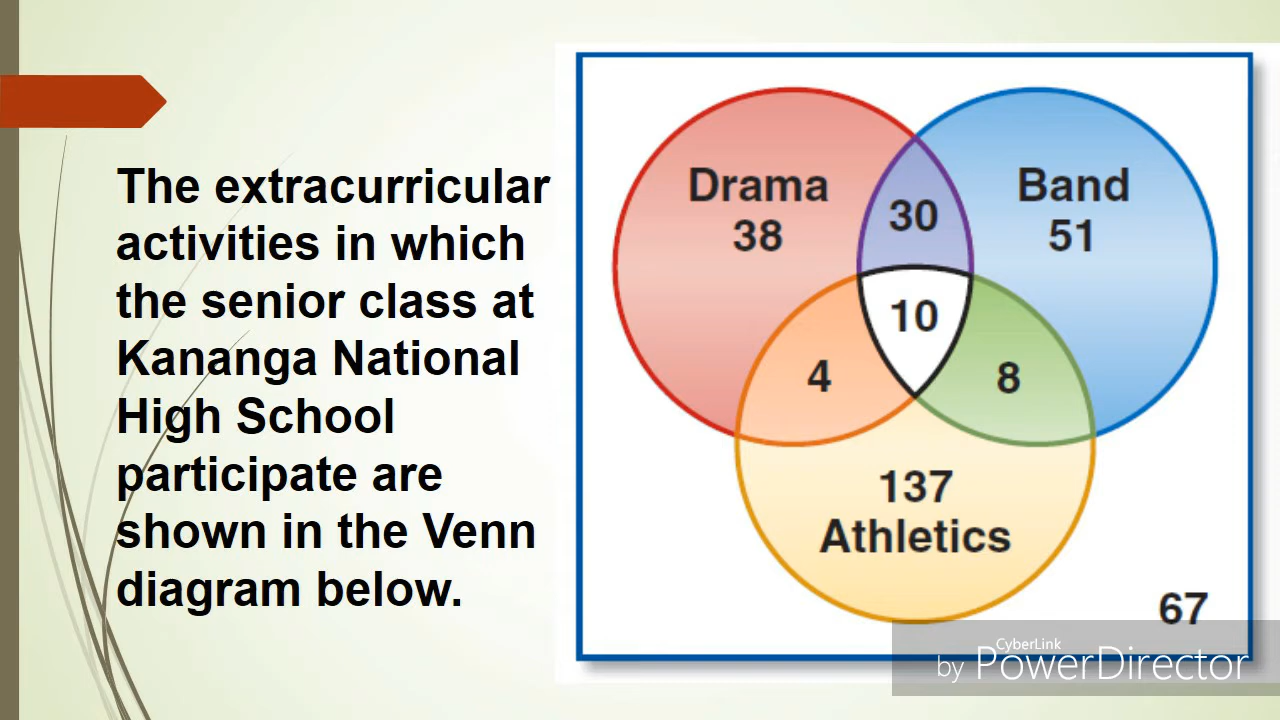 The extracurricular
activities in which
the senior class at
Kananga National
High School
participate are
shown in the Venn
diagram below.
Drama
38
30
Band
51
10
4
8
137
Athletics
67
CyberLink
by PowerDirector